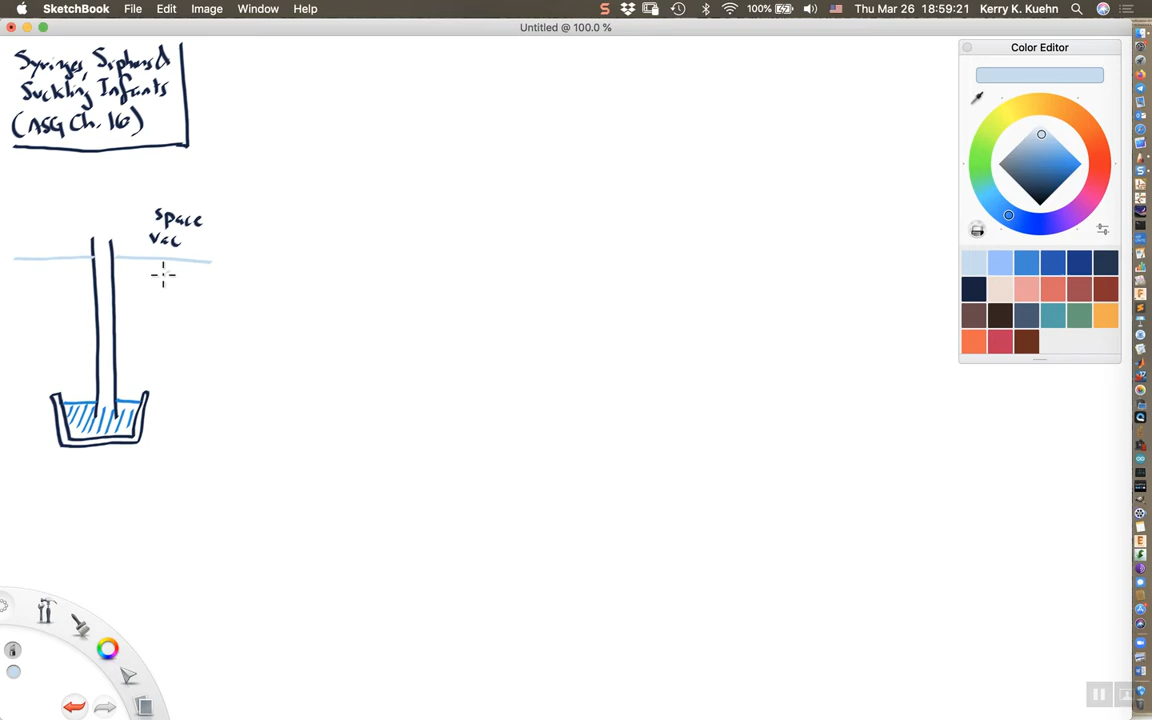 SketchBook File Edit Image Window Help 100% Thu Mar 26 18:59:21 Kerry K. Kuehn
Untitled @ 100.0 %
Color Editor
Syringes, Siphons &
Suckling Infants
(ASG Ch. 16)
space
vac